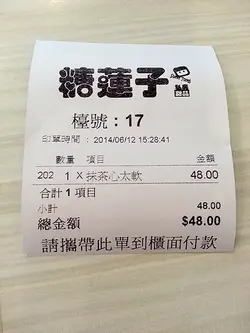 糖蓮子
檯號：17
印單時間：2014/06/12 15:28:41
數量 項目 金額
202 1 X 抹茶心太軟 48.00
合計 1 項目
小計 48.00
總金額 $48.00
請攜帶此單到櫃面付款